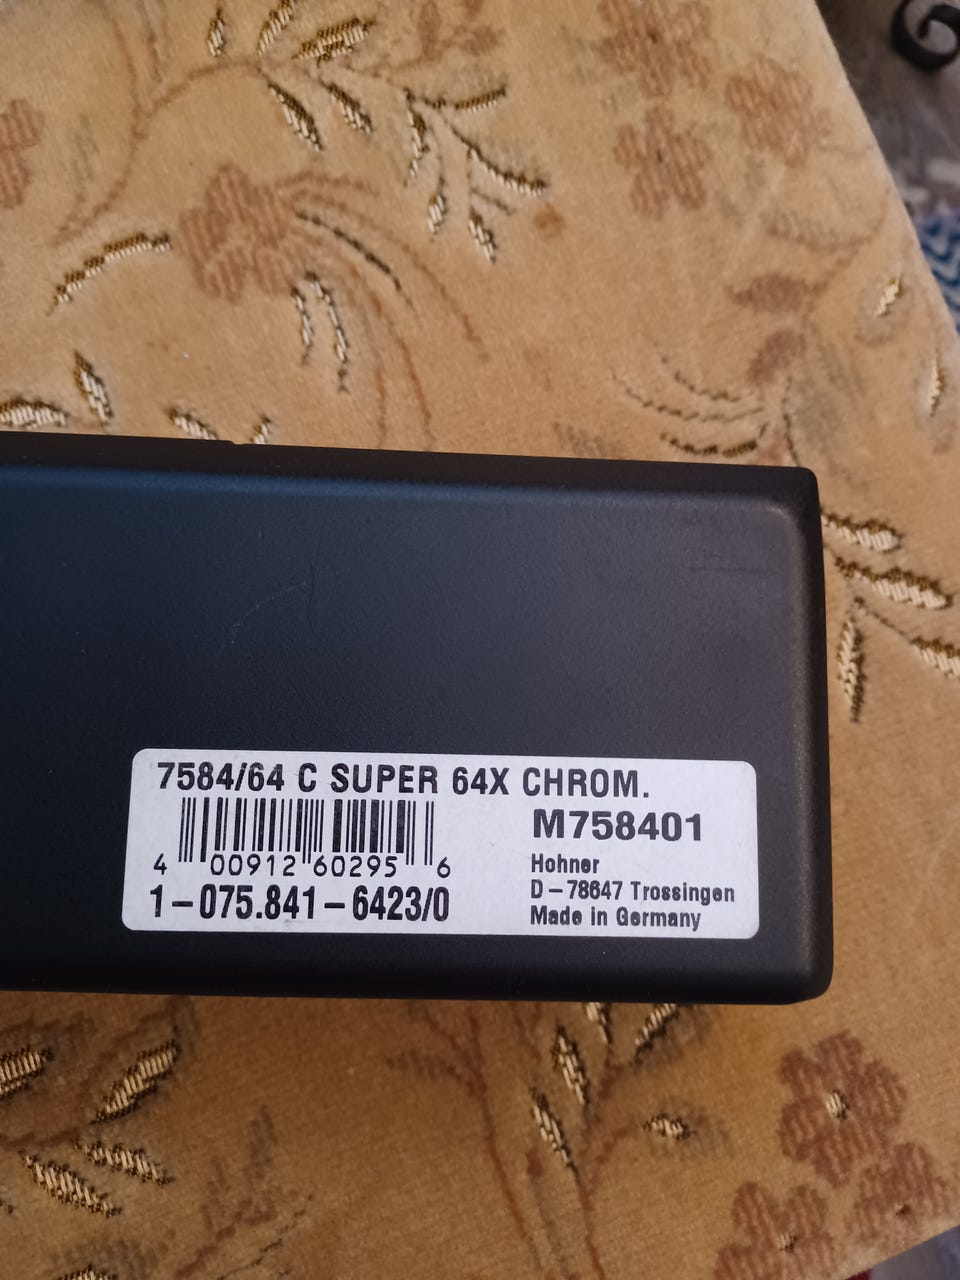 7584/64 C SUPER 64X CHROM.
M758401
4 00912 60295 6
1-075.841-6423/0
Hohner
D-78647 Trossingen
Made in Germany